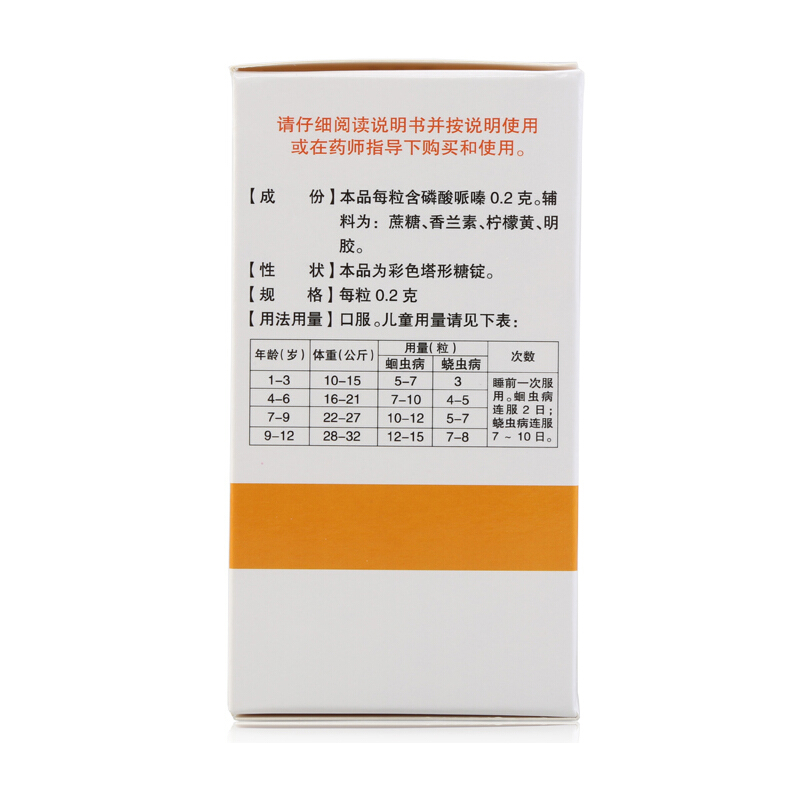 请仔细阅读说明书并按说明使用
或在药师指导下购买和使用。
【成 份】本品每粒含磷酸哌嗪0.2克。辅
料为：蔗糖、香兰素、柠檬黄、明
胶。
【性 状】本品为彩色塔形糖锭。
【规 格】每粒0.2克
【用法用量】口服。儿童用量请见下表：
年龄(岁) 体重(公斤) 用量(粒) 次数
蛔虫病 蛲虫病
1-3 10-15 5-7 3
4-6 16-21 7-10 4-5
7-9 22-27 10-12 5-7
9-12 28-32 12-15 7-8
睡前一次服
用。蛔虫病
连服2日；
蛲虫病连服
7~10日。